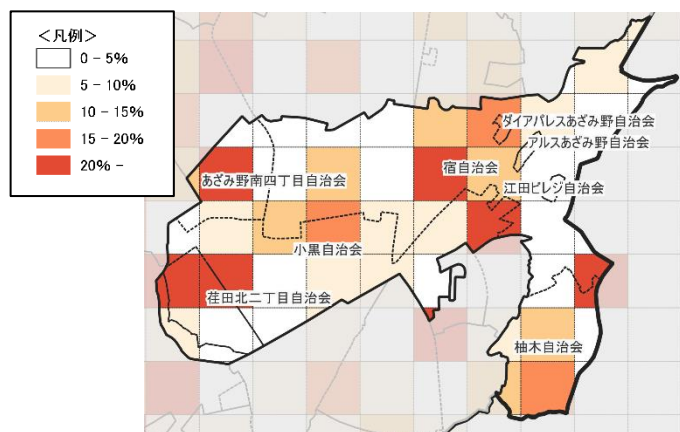 ＜凡例＞
0 - 5%
5 - 10%
10 - 15%
15 - 20%
20% -
ダイアパレスあざみ野自治会
アルスあざみ野自治会
宿自治会
あざみ野南四丁目自治会
江田ビレジ自治会
小黒自治会
荏田北二丁目自治会
柚木自治会